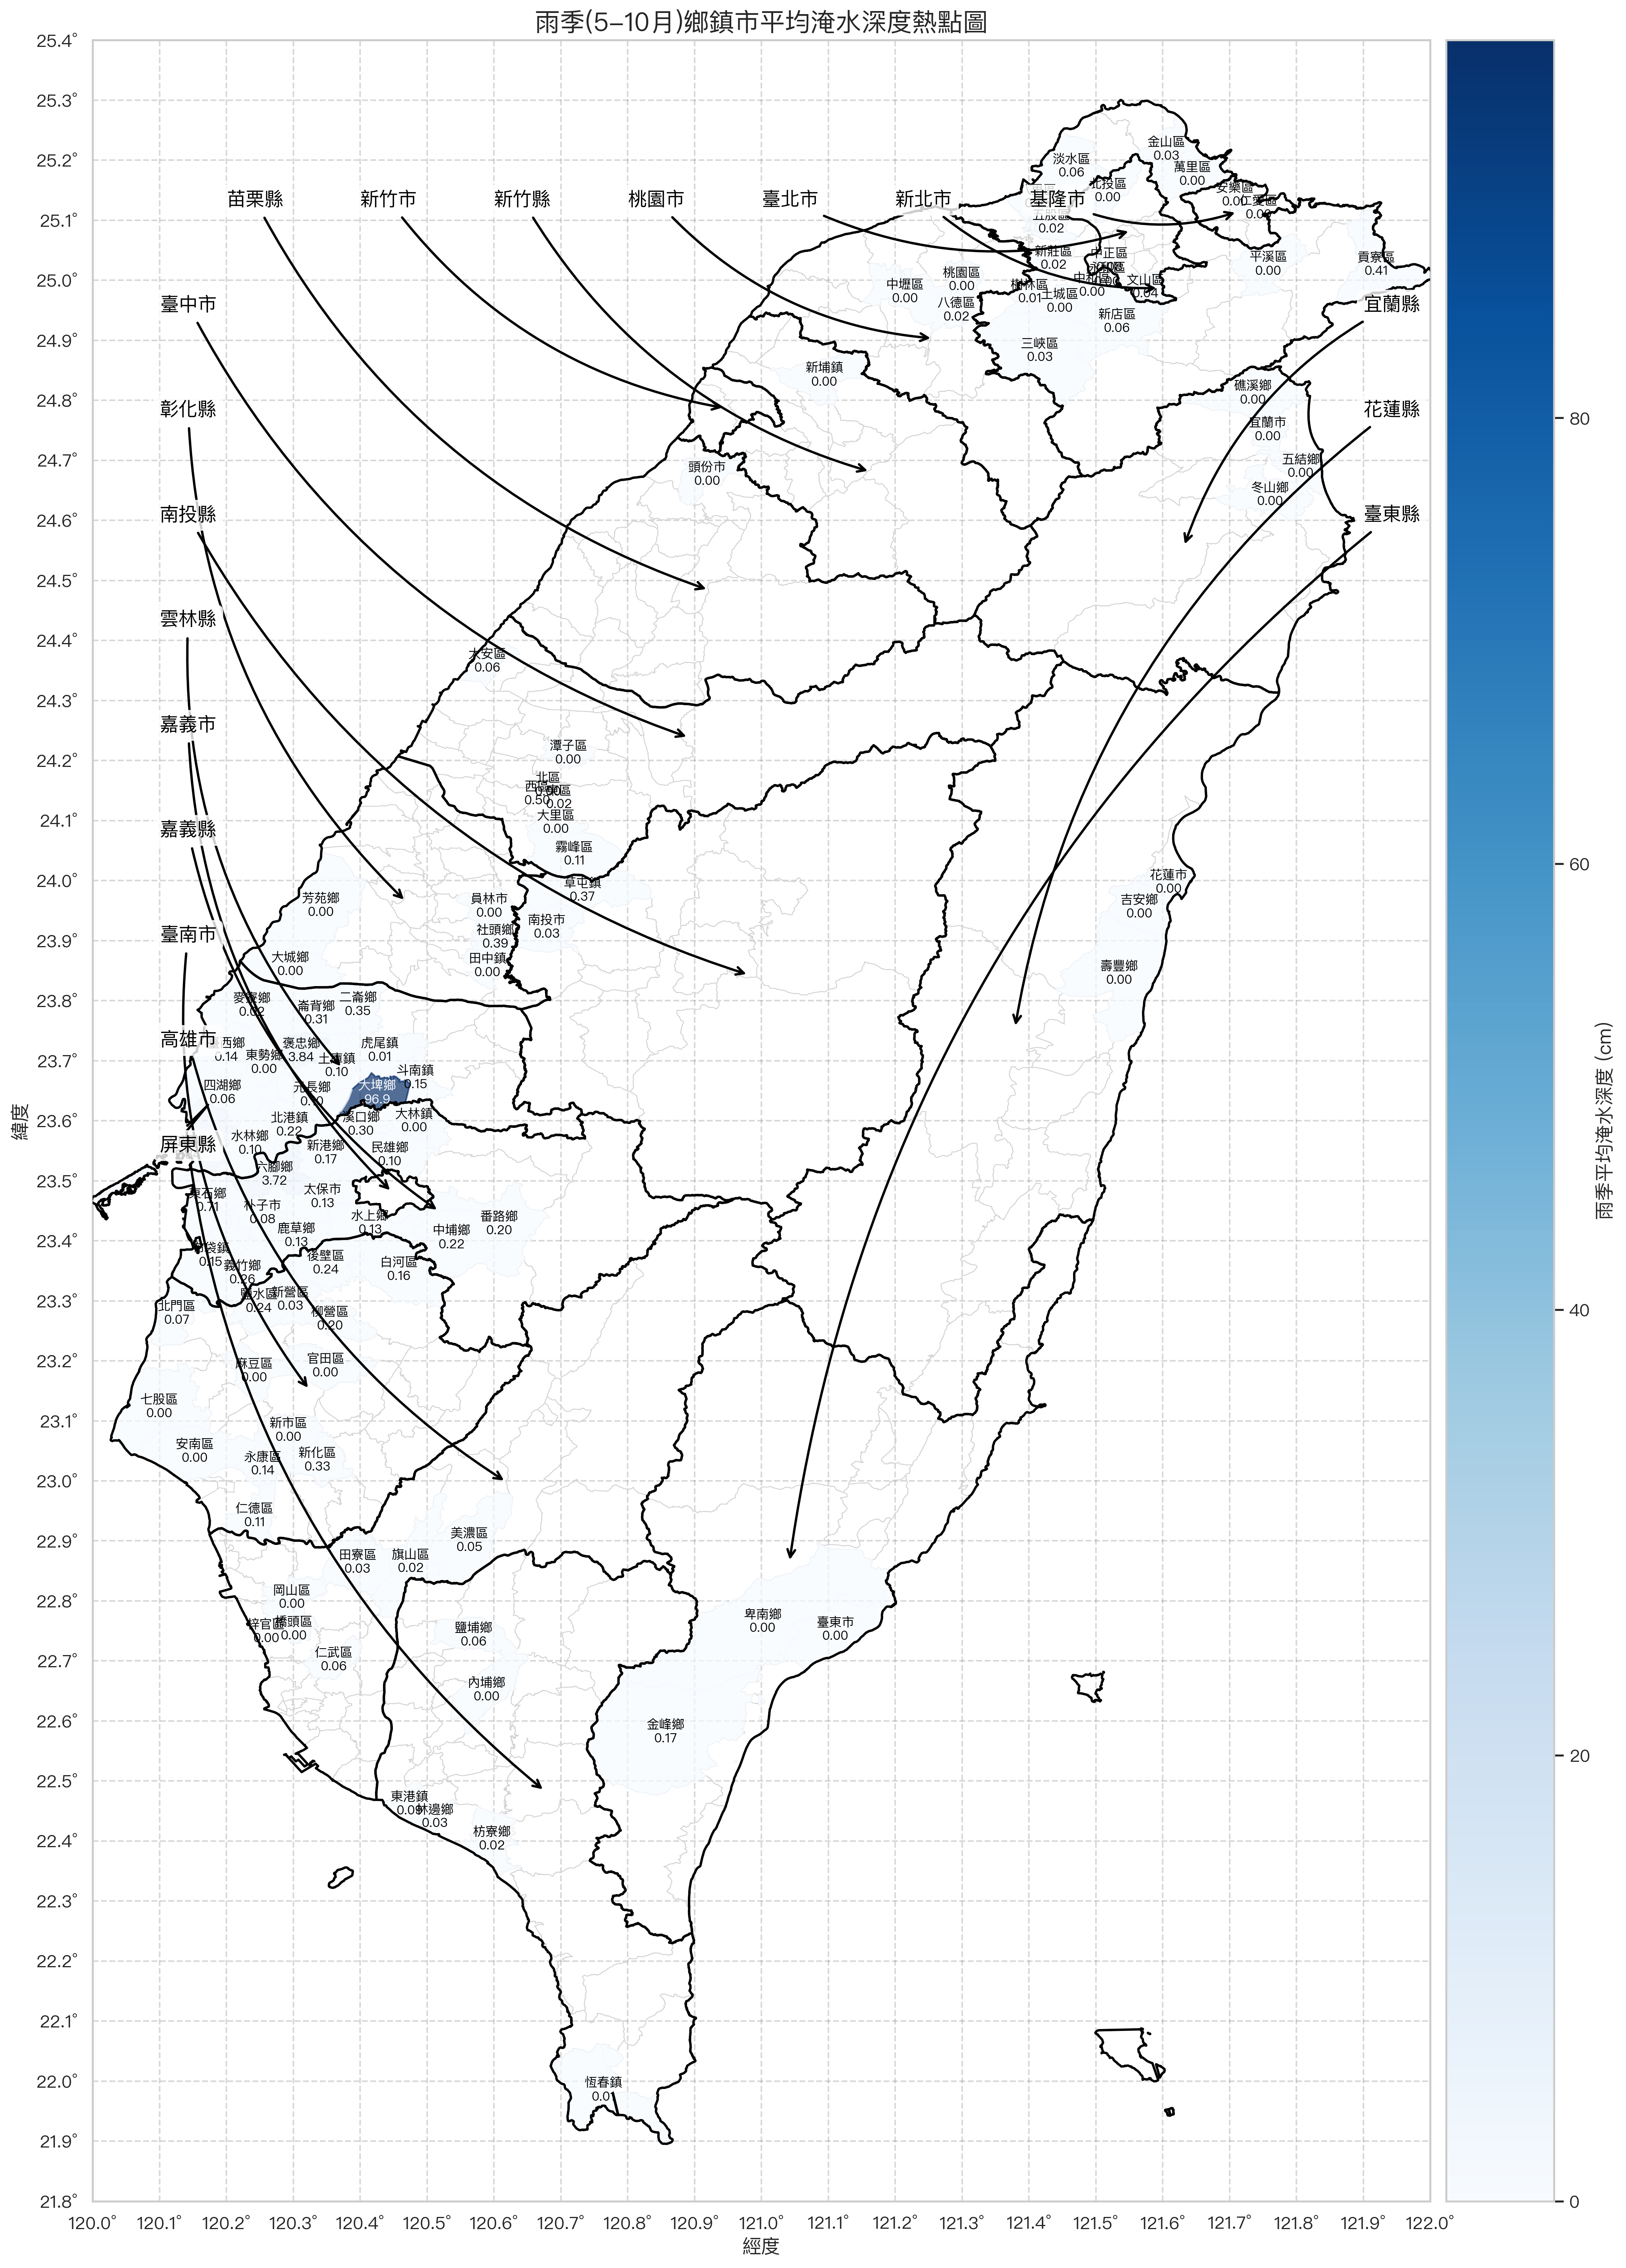 雨季(5–10月)鄉鎮市平均淹水深度熱點圖
25.4°
25.3°
25.2°
25.1°
25.0°
24.9°
24.8°
24.7°
24.6°
24.5°
24.4°
24.3°
24.2°
24.1°
24.0°
23.9°
23.8°
23.7°
23.6°
23.5°
23.4°
23.3°
23.2°
23.1°
23.0°
22.9°
22.8°
22.7°
22.6°
22.5°
22.4°
22.3°
22.2°
22.1°
22.0°
21.9°
21.8°
緯度
苗栗縣
新竹市
新竹縣
桃園市
臺北市
新北市
基隆市
臺中市
彰化縣
南投縣
雲林縣
嘉義市
嘉義縣
臺南市
高雄市
屏東縣
宜蘭縣
花蓮縣
臺東縣
金山區
0.03
淡水區
0.06
萬里區
0.00
北投區
0.00
安樂區
0.00
仁愛區
0.00
五股區
0.02
新莊區
0.02
中正區
平溪區
0.00
貢寮區
0.41
桃園區
0.00
中壢區
0.00
八德區
0.02
樹林區
0.01
土城區
0.00
中和區
0.00
文山區
0.04
新店區
0.06
三峽區
0.03
新埔鎮
0.00
礁溪鄉
0.00
宜蘭市
0.00
五結鄉
0.00
冬山鄉
0.00
頭份市
0.00
大安區
0.06
潭子區
0.00
北區
西區
0.50
0.02
大里區
0.00
霧峰區
0.11
草屯鎮
0.37
芳苑鄉
0.00
員林市
0.00
南投市
0.03
社頭鄉
0.39
田中鎮
0.00
大城鄉
0.00
花蓮市
0.00
吉安鄉
0.00
壽豐鄉
0.00
麥寮鄉
0.02
崙背鄉
0.31
二崙鄉
0.35
西鄉
0.14
東勢鄉
0.00
褒忠鄉
3.84
土庫鎮
0.10
虎尾鎮
0.01
斗南鎮
0.15
四湖鄉
0.06
元長鄉
0.10
大埤鄉
96.9
北港鎮
0.22
溪口鄉
0.30
大林鎮
0.00
水林鄉
0.10
新港鄉
0.17
民雄鄉
0.10
六腳鄉
3.72
東石鄉
0.71
朴子市
0.08
太保市
0.13
鹿草鄉
0.13
水上鄉
0.13
中埔鄉
0.22
番路鄉
0.20
袋鎮
0.15
義竹鄉
0.26
後壁區
0.24
白河區
0.16
北門區
0.07
鹽水區
0.24
新營區
0.03
柳營區
0.20
麻豆區
0.00
官田區
0.00
七股區
0.00
新市區
0.00
安南區
0.00
永康區
0.14
新化區
0.33
仁德區
0.11
美濃區
0.05
田寮區
0.03
旗山區
0.02
岡山區
0.00
梓官區
0.00
橋頭區
0.00
仁武區
0.06
鹽埔鄉
0.06
內埔鄉
0.00
卑南鄉
0.00
臺東市
0.00
金峰鄉
0.17
東港鎮
0.09
林邊鄉
0.03
枋寮鄉
0.02
恆春鎮
0.0
120.0°
120.1°
120.2°
120.3°
120.4°
120.5°
120.6°
120.7°
120.8°
120.9°
121.0°
121.1°
121.2°
121.3°
121.4°
121.5°
121.6°
121.7°
121.8°
121.9°
122.0°
經度
80
60
40
20
0
雨季平均淹水深度 (cm)